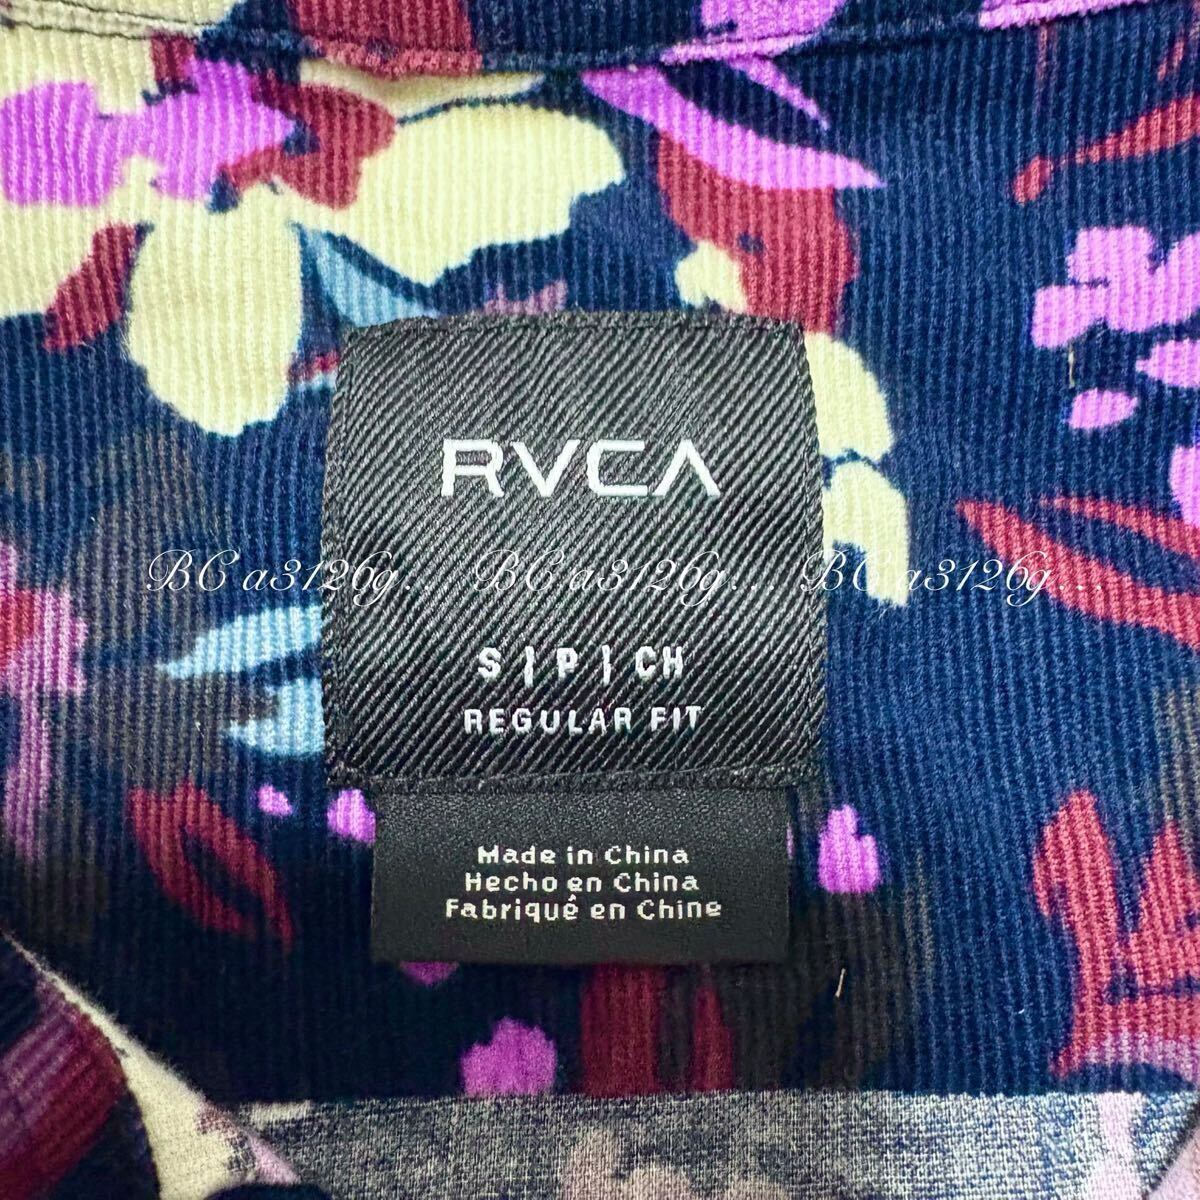 RVCA
BC a3126g... BC a3126g... BC a3126g...
S | P | CH
REGULAR FIT
Made in China
Hecho en China
Fabriqué en Chine